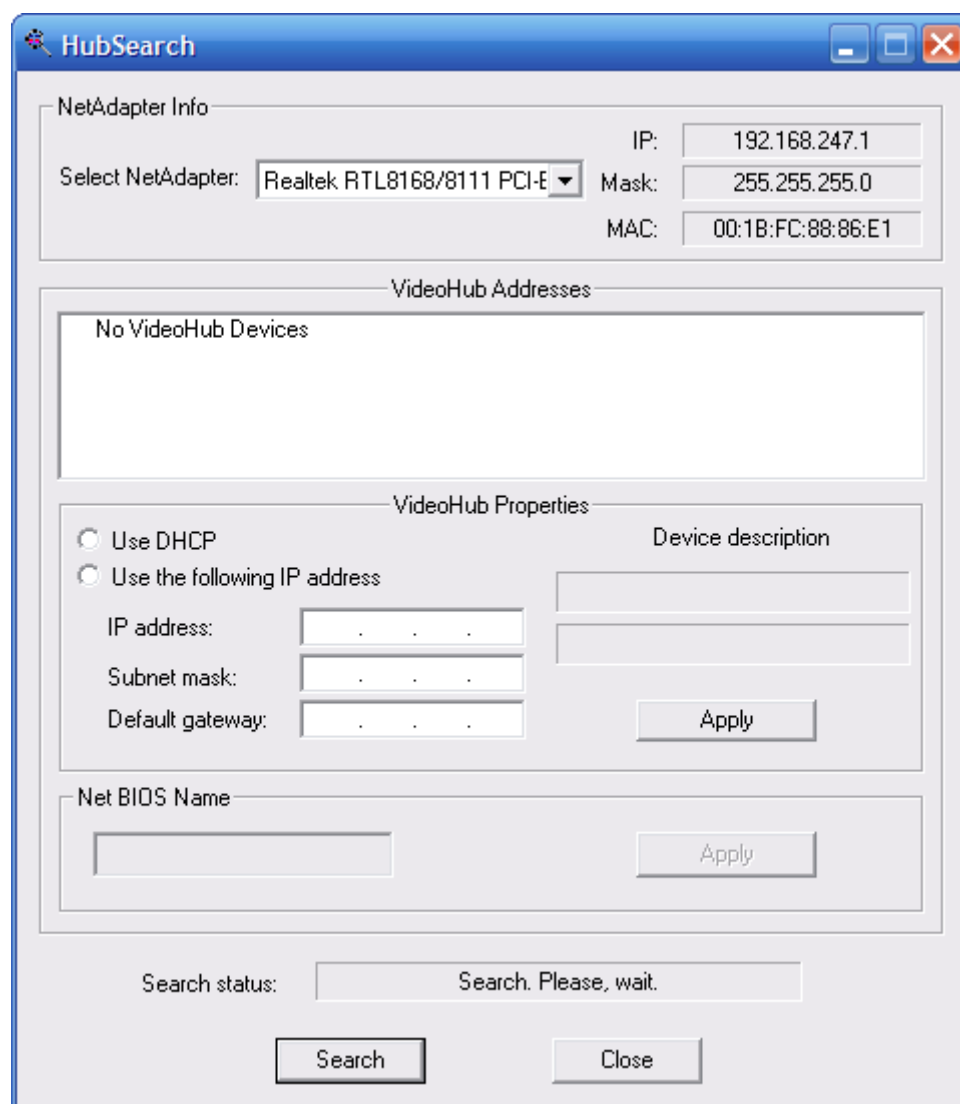 HubSearch
NetAdapter Info
IP: 192.168.247.1
Select NetAdapter: Realtek RTL8168/8111 PCI-E
Mask: 255.255.255.0
MAC: 00:1B:FC:88:86:E1
VideoHub Addresses
No VideoHub Devices
VideoHub Properties
Use DHCP
Device description
Use the following IP address
IP address: . . .
Subnet mask: . . .
Default gateway: . . .
Apply
Net BIOS Name
Apply
Search status: Search. Please, wait.
Search Close